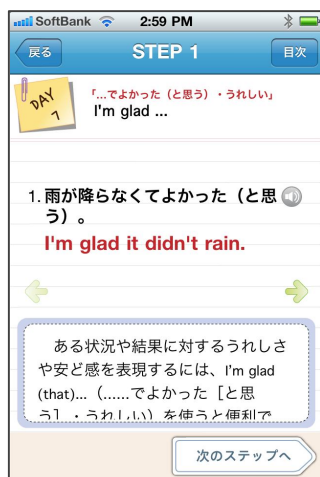 SoftBank 2:59 PM
戻る STEP 1 目次
DAY 「...でよかった（と思う）・うれしい」
7 I'm glad ...
1. 雨が降らなくてよかった（と思
う）。
I'm glad it didn't rain.
ある状況や結果に対するうれしさ
や安ど感を表現するには、I'm glad
(that)...（......でよかった［と思
う］・うれしい）を使うと便利で
次のステップへ